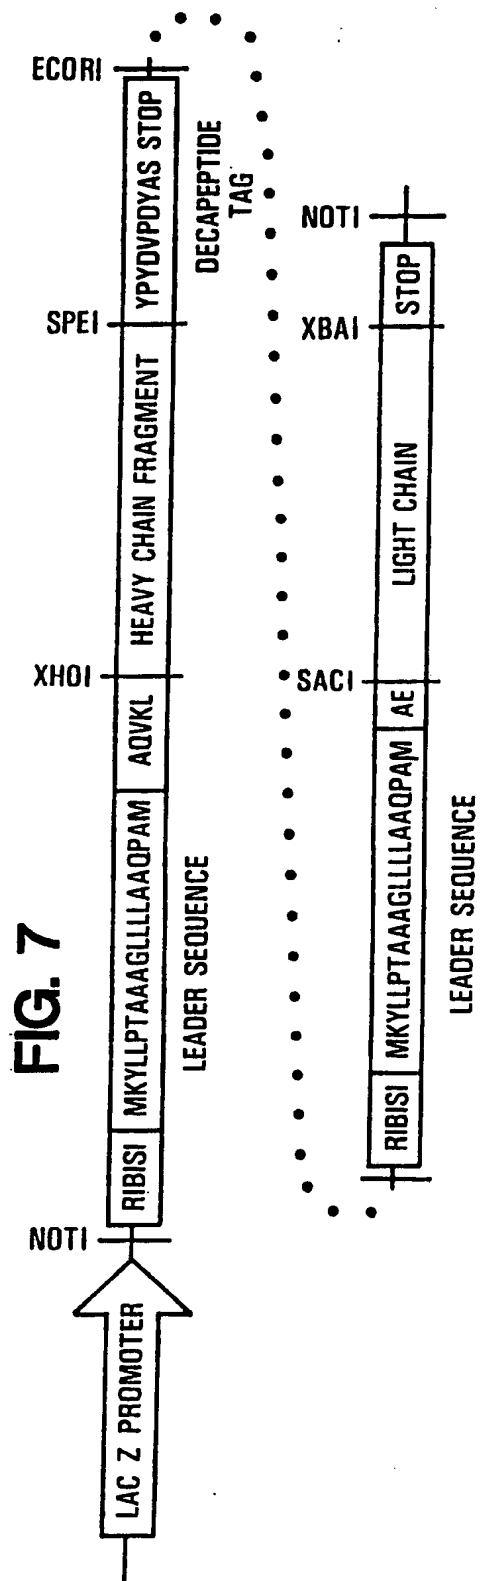 FIG. 7
LAC Z PROMOTER
NOTI
RIBISI
MKYLLPTAAAGLLLLAAQPAM
LEADER SEQUENCE
AQVKL
XHOI
HEAVY CHAIN FRAGMENT
SPEI
YPYDVPDYAS STOP
DECAPEPTIDE
TAG
ECORI
RIBISI
MKYLLPTAAAGLLLLAAQPAM
LEADER SEQUENCE
AE
SACI
LIGHT CHAIN
XBAI
STOP
NOTI